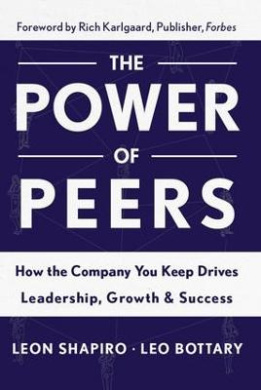 Foreword by Rich Karlgaard, Publisher, Forbes
THE
POWER
OF
PEERS
How the Company You Keep Drives
Leadership, Growth & Success
LEON SHAPIRO · LEO BOTTARY